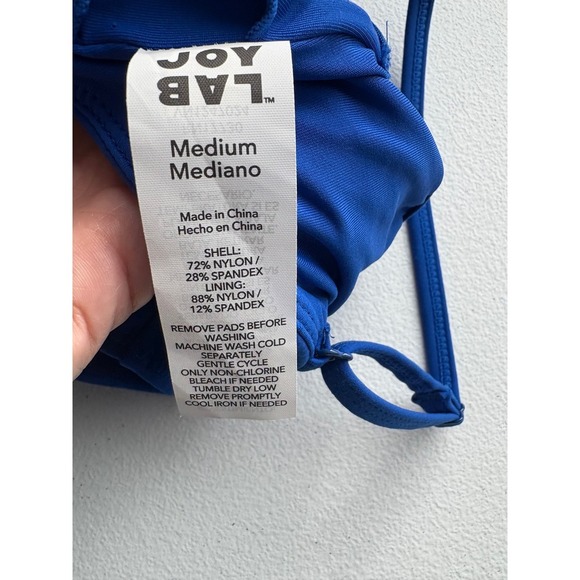 JOY
LAB™
Medium
Mediano
Made in China
Hecho en China
SHELL:
72% NYLON /
28% SPANDEX
LINING:
88% NYLON /
12% SPANDEX
REMOVE PADS BEFORE
WASHING
MACHINE WASH COLD
SEPARATELY
GENTLE CYCLE
ONLY NON-CHLORINE
BLEACH IF NEEDED
TUMBLE DRY LOW
REMOVE PROMPTLY
COOL IRON IF NEEDED